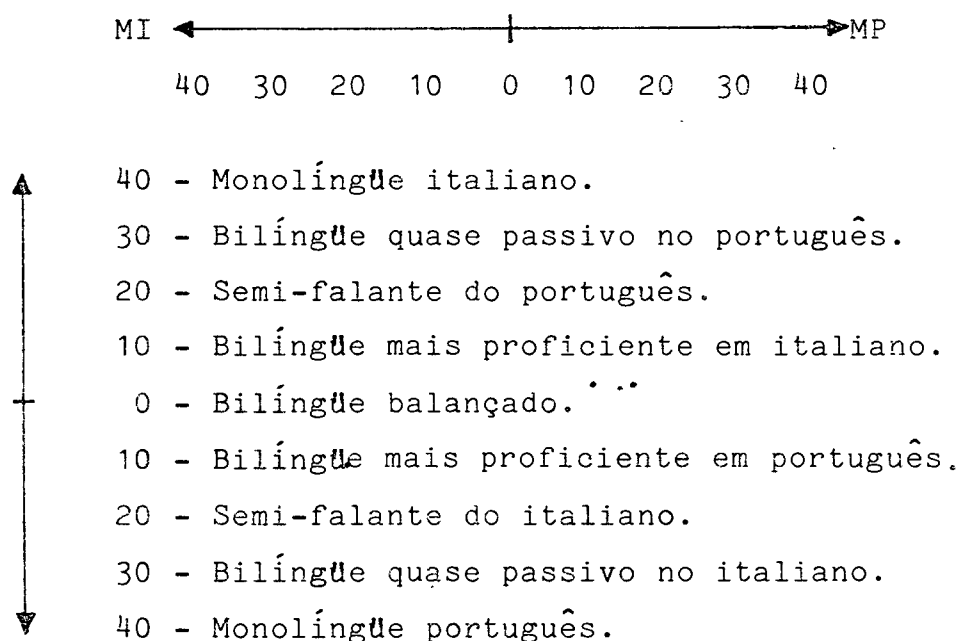 MI MP
40 30 20 10 0 10 20 30 40
40 - Monolíngüe italiano.
30 - Bilíngüe quase passivo no português.
20 - Semi-falante do português.
10 - Bilíngüe mais proficiente em italiano.
0 - Bilíngüe balançado.
10 - Bilíngüe mais proficiente em português.
20 - Semi-falante do italiano.
30 - Bilíngüe quase passivo no italiano.
40 - Monolíngüe português.